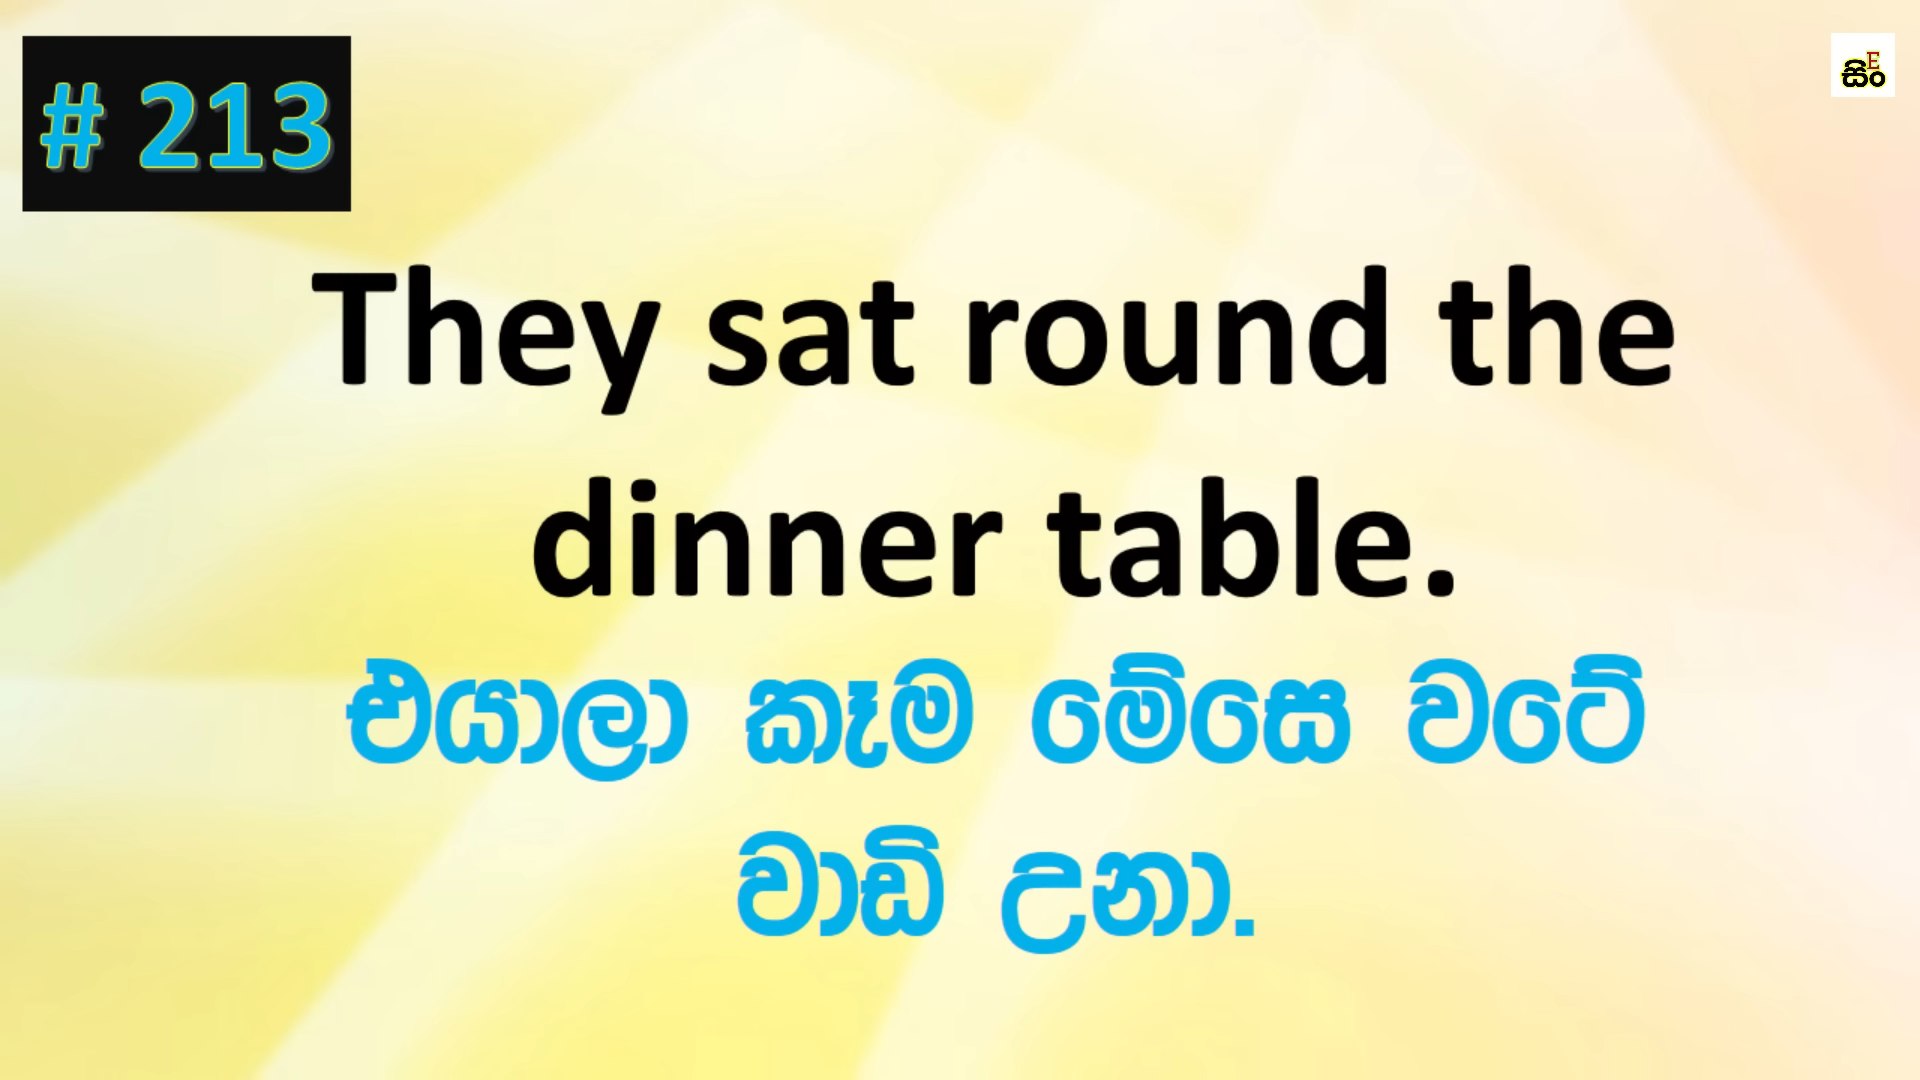 # 213
සිං E
They sat round the
dinner table.
එයාලා කෑම මේසෙ වටේ
වාඩි උනා.